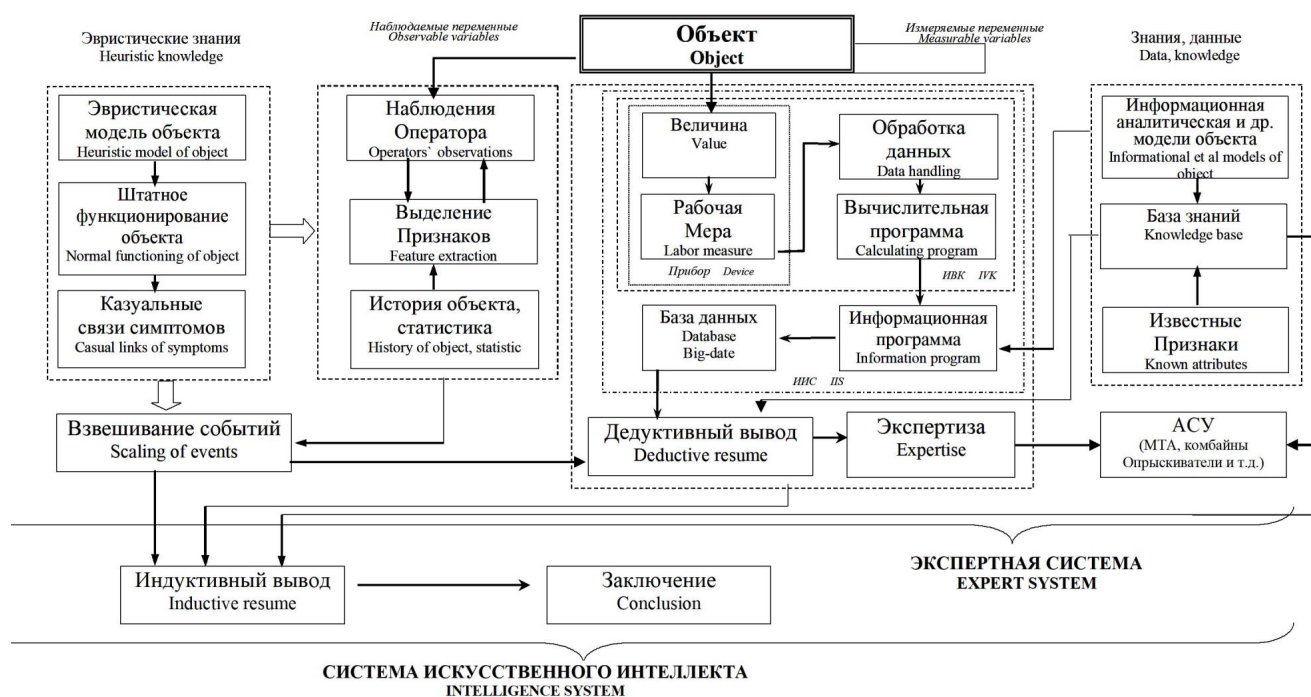 Эвристические знания
Heuristic knowledge
Наблюдаемые переменные
Observable variables
Объект
Object
Измеряемые переменные
Measurable variables
Знания, данные
Data, knowledge
Эвристическая
модель объекта
Heuristic model of object
Штатное
функционирование
объекта
Normal functioning of object
Казуальные
связи симптомов
Casual links of symptoms
Наблюдения
Оператора
Operators` observations
Выделение
Признаков
Feature extraction
История объекта,
статистика
History of object, statistic
Величина
Value
Рабочая
Мера
Labor measure
Прибор Device
Обработка
данных
Data handling
Вычислительная
программа
Calculating program
ИВК IVK
База данных
Database
Big-date
Информационная
программа
Information program
ИИС IIS
Информационная
аналитическая и др.
модели объекта
Informational et al models of
object
База знаний
Knowledge base
Известные
Признаки
Known attributes
Взвешивание событий
Scaling of events
Дедуктивный вывод
Deductive resume
Экспертиза
Expertise
АСУ
(МТА, комбайны
Опрыскиватели и т.д.)
ЭКСПЕРТНАЯ СИСТЕМА
EXPERT SYSTEM
Индуктивный вывод
Inductive resume
Заключение
Conclusion
СИСТЕМА ИСКУССТВЕННОГО ИНТЕЛЛЕКТА
INTELLIGENCE SYSTEM